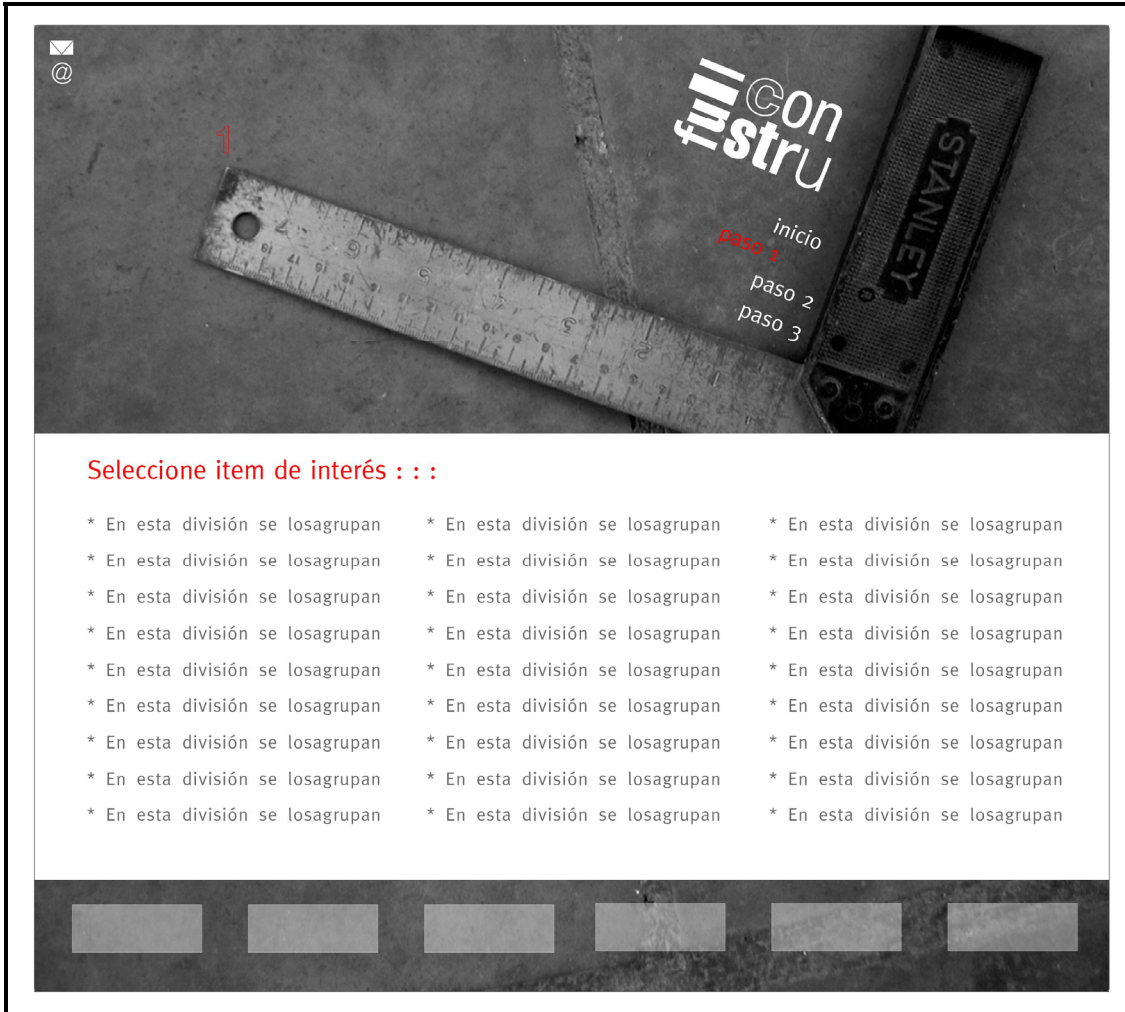 @
full
con
stru
1
STANLEY
inicio
paso 1
paso 2
paso 3
Seleccione item de interés : : :
* En esta división se losagrupan * En esta división se losagrupan * En esta división se losagrupan
* En esta división se losagrupan * En esta división se losagrupan * En esta división se losagrupan
* En esta división se losagrupan * En esta división se losagrupan * En esta división se losagrupan
* En esta división se losagrupan * En esta división se losagrupan * En esta división se losagrupan
* En esta división se losagrupan * En esta división se losagrupan * En esta división se losagrupan
* En esta división se losagrupan * En esta división se losagrupan * En esta división se losagrupan
* En esta división se losagrupan * En esta división se losagrupan * En esta división se losagrupan
* En esta división se losagrupan * En esta división se losagrupan * En esta división se losagrupan
* En esta división se losagrupan * En esta división se losagrupan * En esta división se losagrupan